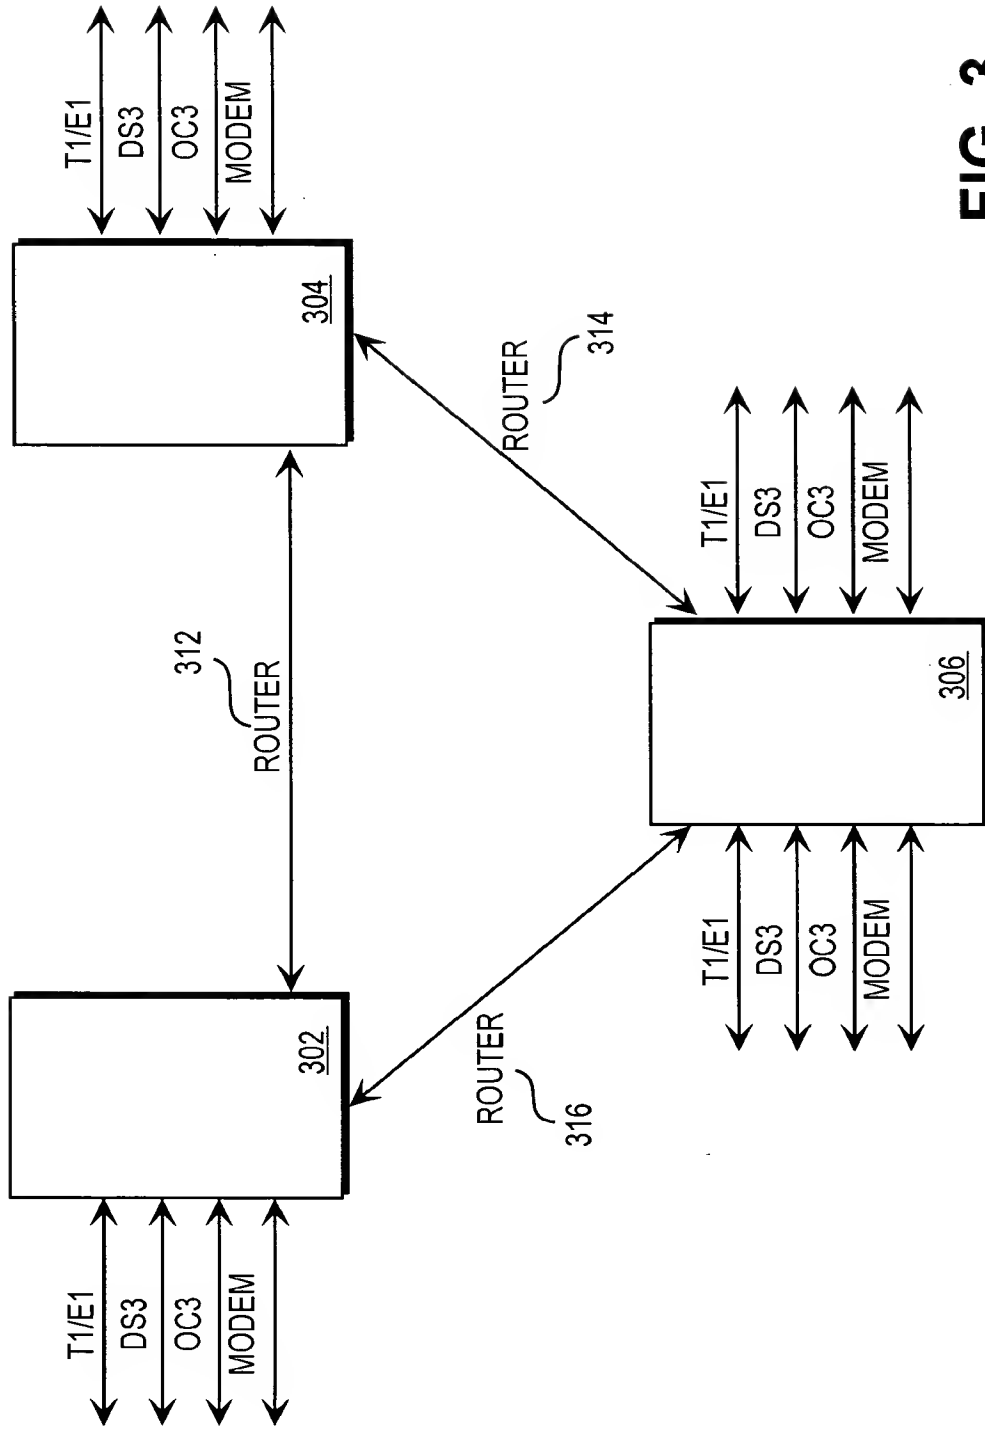 T1/E1
DS3
OC3
MODEM
302
312
ROUTER
T1/E1
DS3
OC3
MODEM
304
ROUTER
316
ROUTER
314
T1/E1
DS3
OC3
MODEM
306
T1/E1
DS3
OC3
MODEM
FIG. 3